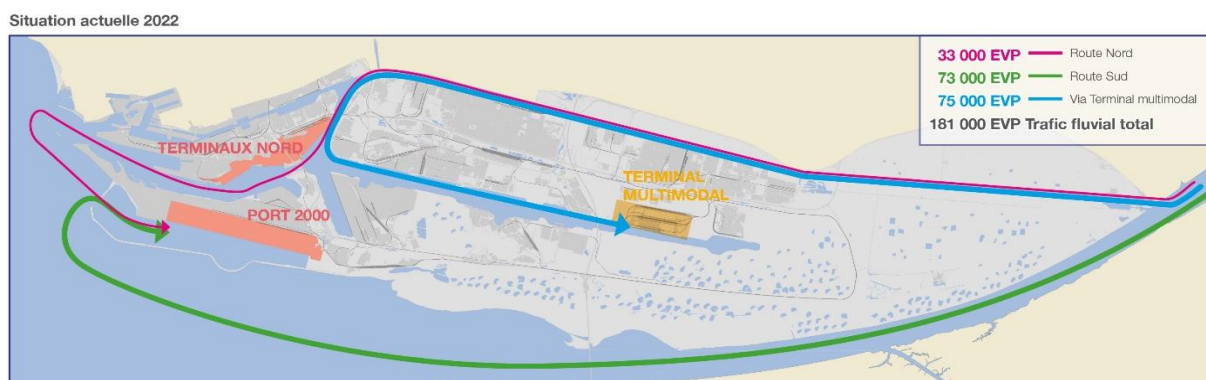 Situation actuelle 2022
33 000 EVP Route Nord
73 000 EVP Route Sud
75 000 EVP Via Terminal multimodal
181 000 EVP Trafic fluvial total
TERMINAUX NORD
TERMINAL
MULTIMODAL
PORT 2000